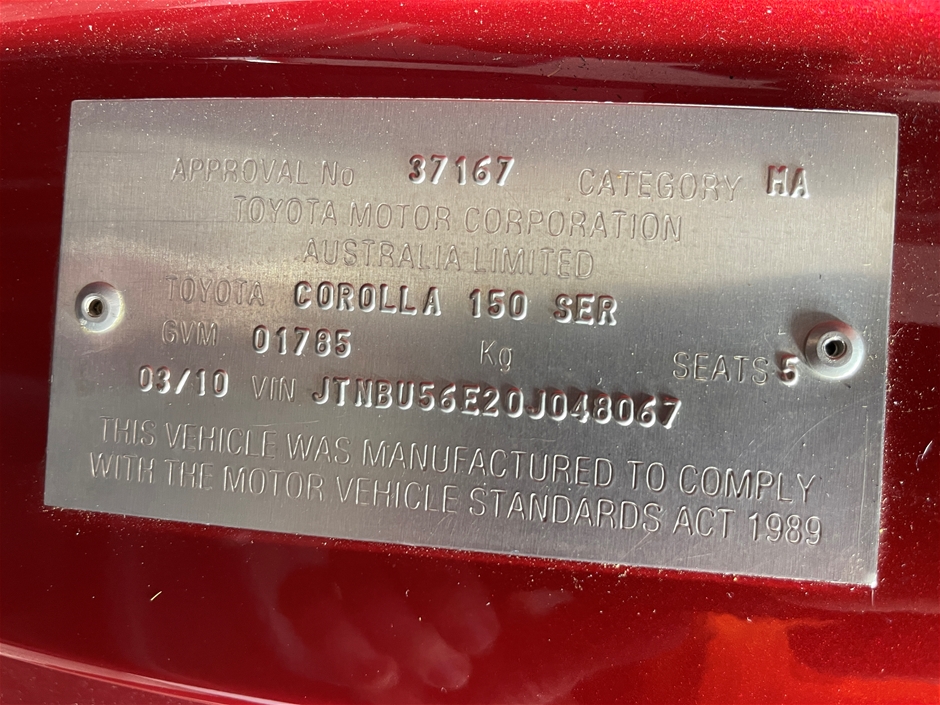 APPROVAL No 37167 CATEGORY MA
TOYOTA MOTOR CORPORATION
AUSTRALIA LIMITED
TOYOTA COROLLA 150 SER
GVM 01785 Kg SEATS 5
03/10 VIN JTNBU56E20J048067
THIS VEHICLE WAS MANUFACTURED TO COMPLY
WITH THE MOTOR VEHICLE STANDARDS ACT 1989